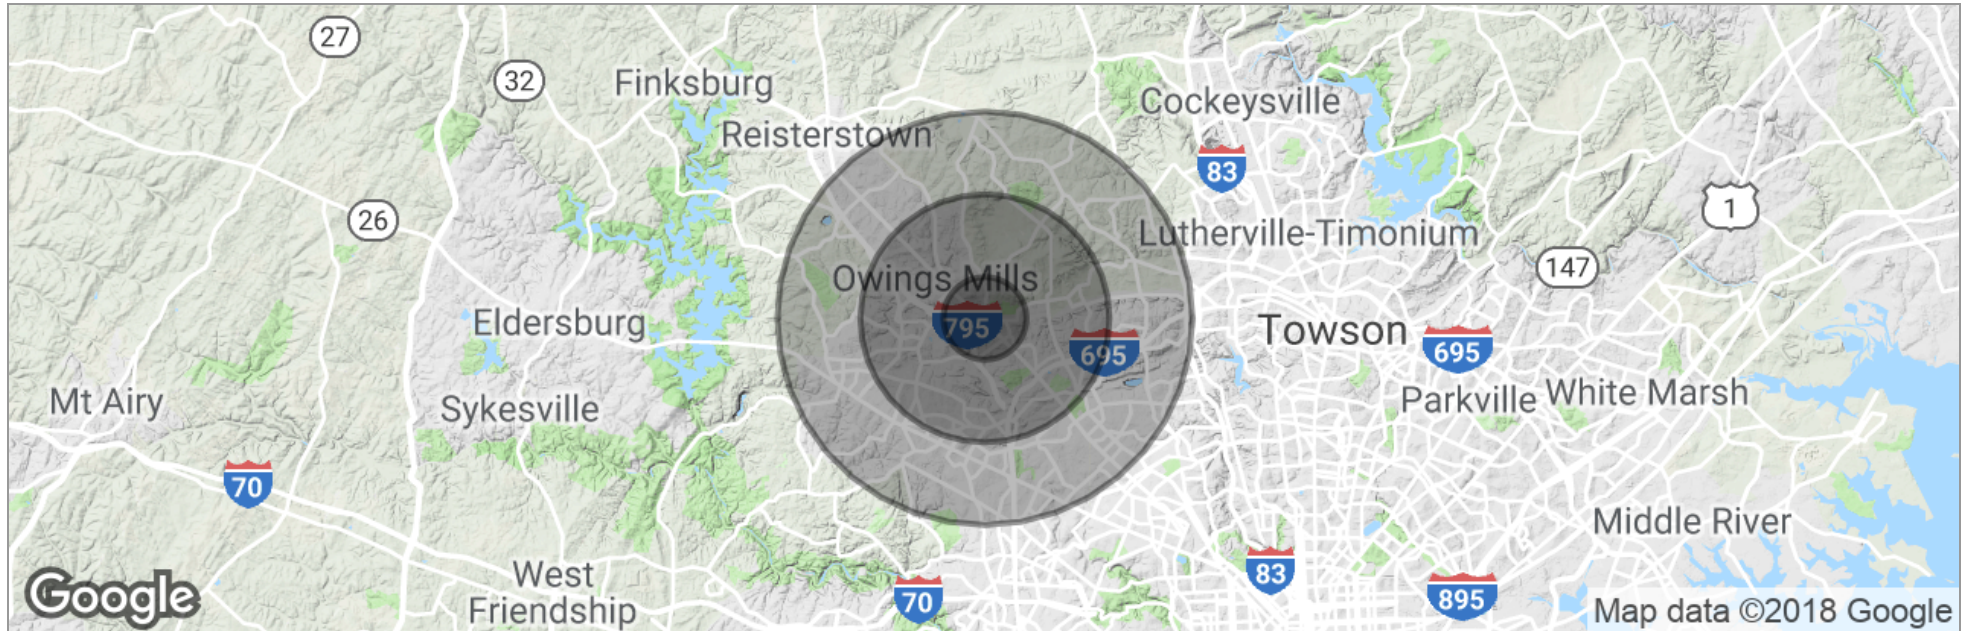 27
32
Finksburg
Cockeysville
Reisterstown
83
1
26
Lutherville-Timonium
147
Owings Mills
Eldersburg
795
Towson
695
695
Mt Airy
Sykesville
Parkville
White Marsh
70
Middle River
West
Friendship
83
Google
70
895
Map data ©2018 Google